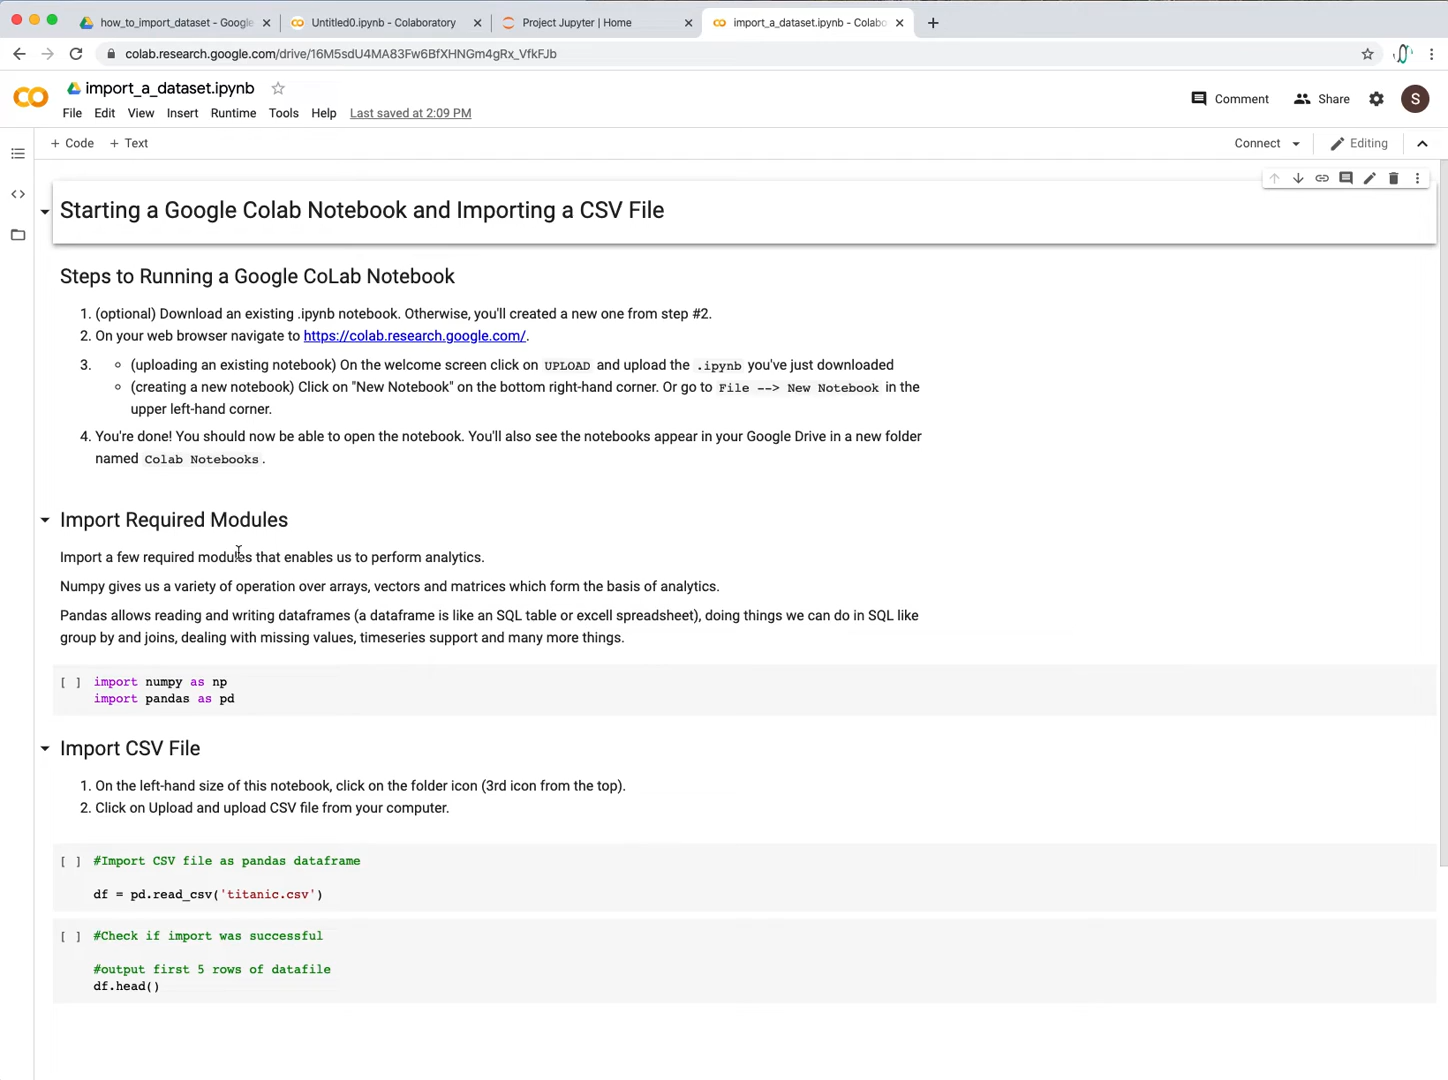 how_to_import_dataset - Google
Untitled0.ipynb - Colaboratory
Project Jupyter | Home
import_a_dataset.ipynb - Colabo
colab.research.google.com/drive/16M5sdU4MA83Fw6BfXHNGm4gRx_VfkFJb
import_a_dataset.ipynb
Comment
Share
S
File Edit View Insert Runtime Tools Help Last saved at 2:09 PM
+ Code + Text
Connect
Editing
Starting a Google Colab Notebook and Importing a CSV File
Steps to Running a Google CoLab Notebook
1. (optional) Download an existing .ipynb notebook. Otherwise, you'll created a new one from step #2.
2. On your web browser navigate to https://colab.research.google.com/.
3. ◦ (uploading an existing notebook) On the welcome screen click on UPLOAD and upload the .ipynb you've just downloaded
◦ (creating a new notebook) Click on "New Notebook" on the bottom right-hand corner. Or go to File --> New Notebook in the
upper left-hand corner.
4. You're done! You should now be able to open the notebook. You'll also see the notebooks appear in your Google Drive in a new folder
named Colab Notebooks.
Import Required Modules
Import a few required modules that enables us to perform analytics.
Numpy gives us a variety of operation over arrays, vectors and matrices which form the basis of analytics.
Pandas allows reading and writing dataframes (a dataframe is like an SQL table or excell spreadsheet), doing things we can do in SQL like
group by and joins, dealing with missing values, timeseries support and many more things.
[ ] import numpy as np
import pandas as pd
Import CSV File
1. On the left-hand size of this notebook, click on the folder icon (3rd icon from the top).
2. Click on Upload and upload CSV file from your computer.
[ ] #Import CSV file as pandas dataframe
df = pd.read_csv('titanic.csv')
[ ] #Check if import was successful
#output first 5 rows of datafile
df.head()